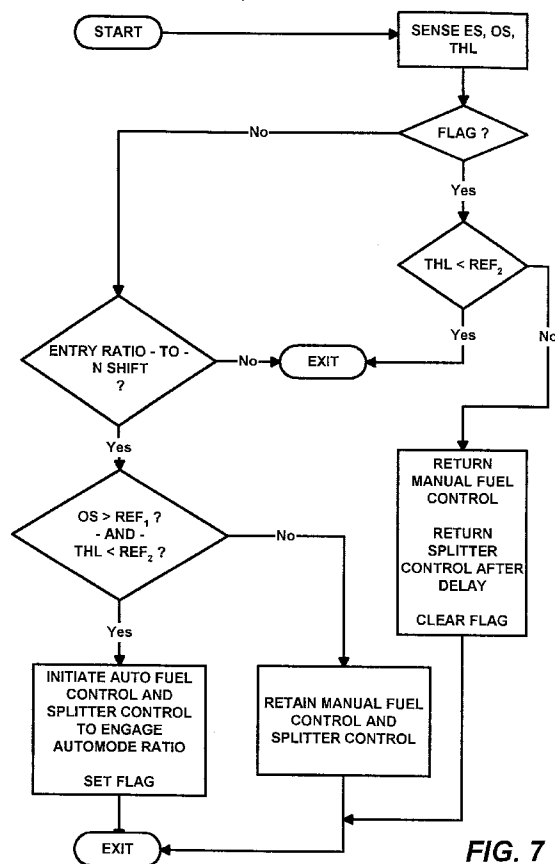 START
SENSE ES, OS,
THL
FLAG ?
No
Yes
THL < REF₂
Yes
No
ENTRY RATIO - TO -
N SHIFT
?
No
EXIT
Yes
RETURN
MANUAL FUEL
CONTROL
RETURN
SPLITTER
CONTROL AFTER
DELAY
CLEAR FLAG
OS > REF₁ ?
- AND -
THL < REF₂ ?
No
Yes
INITIATE AUTO FUEL
CONTROL AND
SPLITTER CONTROL
TO ENGAGE
AUTOMODE RATIO
SET FLAG
RETAIN MANUAL FUEL
CONTROL AND
SPLITTER CONTROL
EXIT
FIG. 7